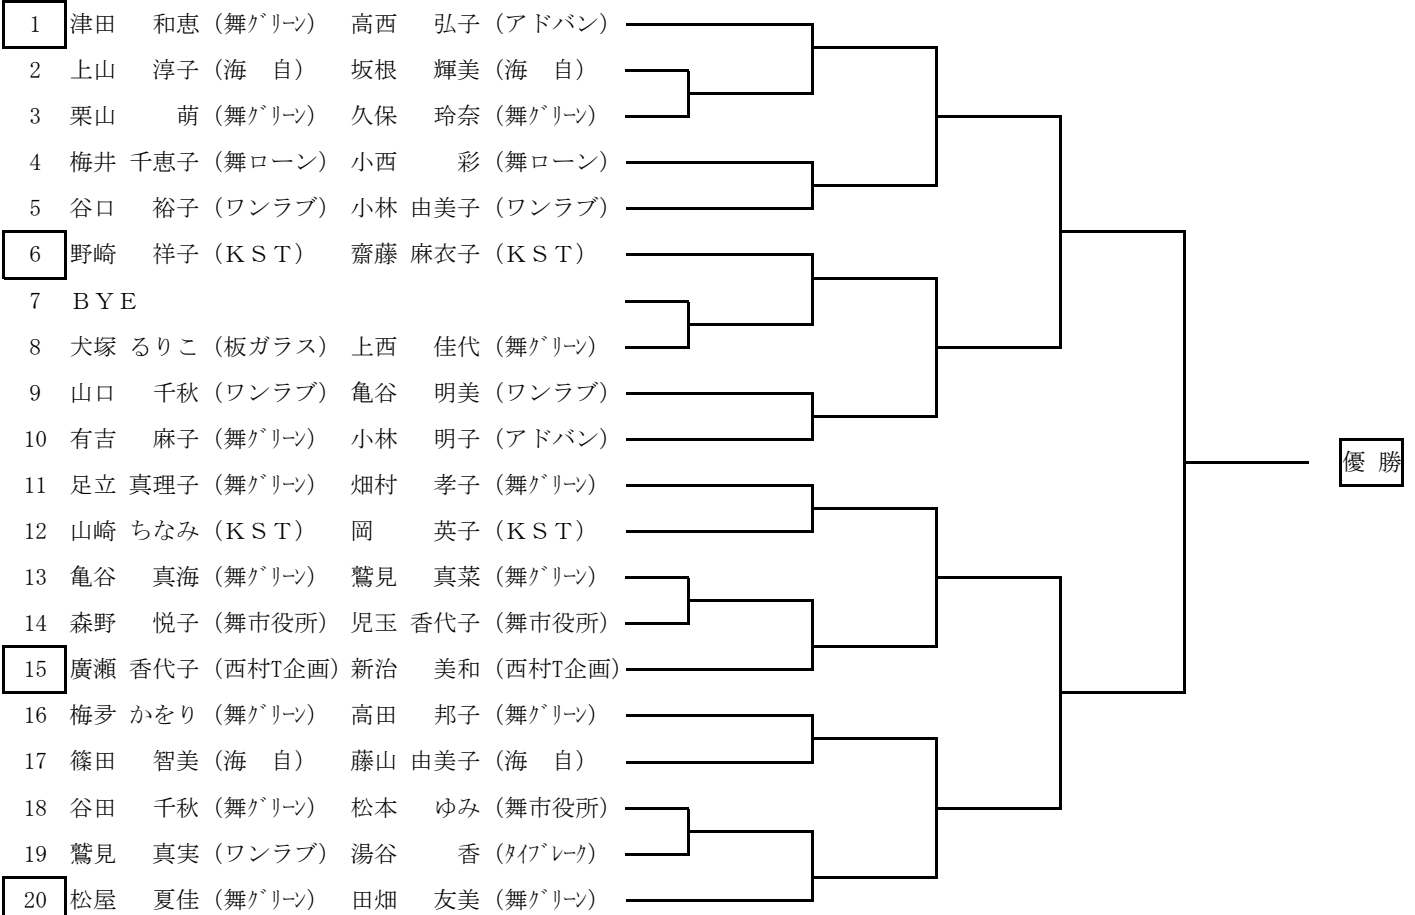 1 津田 和恵 (舞ｸﾞﾘｰﾝ) 高西 弘子 (アドバン)
2 上山 淳子 (海 自) 坂根 輝美 (海 自)
3 栗山 萌 (舞ｸﾞﾘｰﾝ) 久保 玲奈 (舞ｸﾞﾘｰﾝ)
4 梅井 千恵子 (舞ローン) 小西 彩 (舞ローン)
5 谷口 裕子 (ワンラブ) 小林 由美子 (ワンラブ)
6 野崎 祥子 (ＫＳＴ) 齋藤 麻衣子 (ＫＳＴ)
7 ＢＹＥ
8 犬塚 るりこ (板ガラス) 上西 佳代 (舞ｸﾞﾘｰﾝ)
9 山口 千秋 (ワンラブ) 亀谷 明美 (ワンラブ)
10 有吉 麻子 (舞ｸﾞﾘｰﾝ) 小林 明子 (アドバン)
優 勝
11 足立 真理子 (舞ｸﾞﾘｰﾝ) 畑村 孝子 (舞ｸﾞﾘｰﾝ)
12 山崎 ちなみ (ＫＳＴ) 岡 英子 (ＫＳＴ)
13 亀谷 真海 (舞ｸﾞﾘｰﾝ) 鷲見 真菜 (舞ｸﾞﾘｰﾝ)
14 森野 悦子 (舞市役所) 児玉 香代子 (舞市役所)
15 廣瀬 香代子 (西村T企画) 新治 美和 (西村T企画)
16 梅夛 かをり (舞ｸﾞﾘｰﾝ) 高田 邦子 (舞ｸﾞﾘｰﾝ)
17 篠田 智美 (海 自) 藤山 由美子 (海 自)
18 谷田 千秋 (舞ｸﾞﾘｰﾝ) 松本 ゆみ (舞市役所)
19 鷲見 真実 (ワンラブ) 湯谷 香 (ﾀｲﾌﾞﾚｰｸ)
20 松屋 夏佳 (舞ｸﾞﾘｰﾝ) 田畑 友美 (舞ｸﾞﾘｰﾝ)